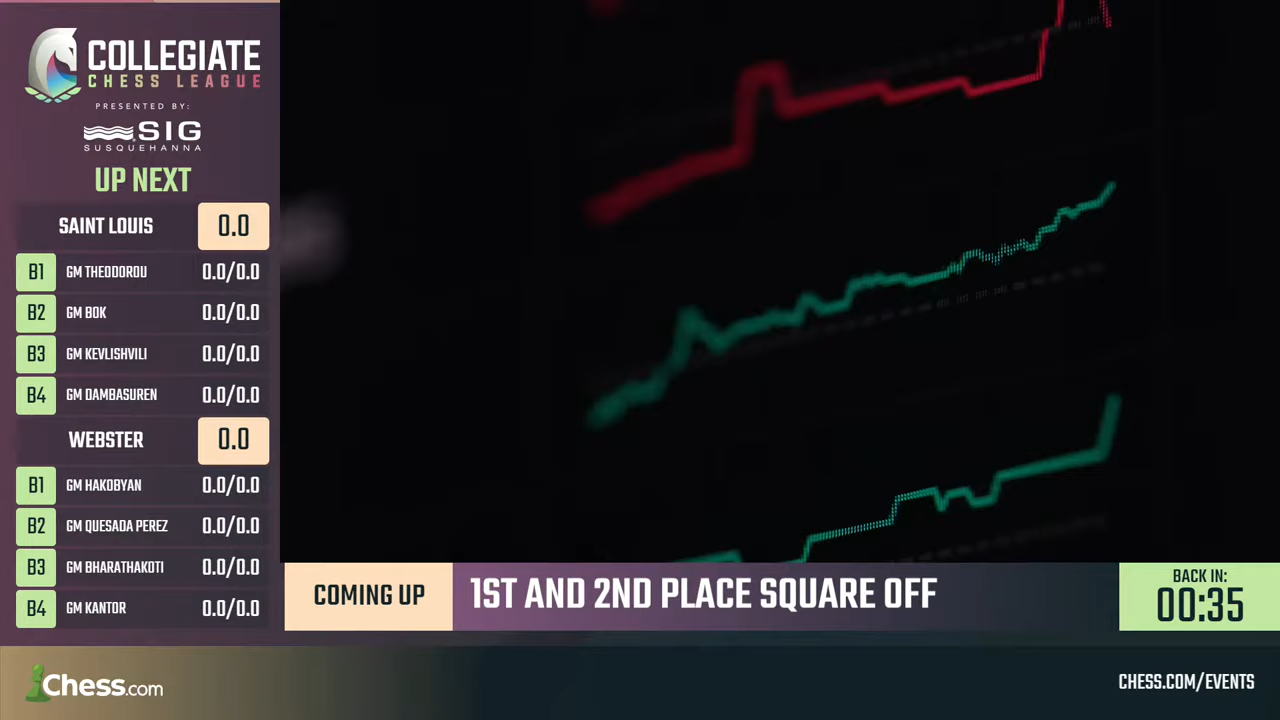 COLLEGIATE
CHESS LEAGUE
PRESENTED BY:
SIG
SUSQUEHANNA
UP NEXT
SAINT LOUIS 0.0
B1 GM THEODOROU 0.0/0.0
B2 GM BOK 0.0/0.0
B3 GM KEVLISHVILI 0.0/0.0
B4 GM DAMBASUREN 0.0/0.0
WEBSTER 0.0
B1 GM HAKOBYAN 0.0/0.0
B2 GM QUESADA PEREZ 0.0/0.0
B3 GM BHARATHAKOTI 0.0/0.0
B4 GM KANTOR 0.0/0.0
COMING UP 1ST AND 2ND PLACE SQUARE OFF
BACK IN:
00:35
Chess.com
CHESS.COM/EVENTS